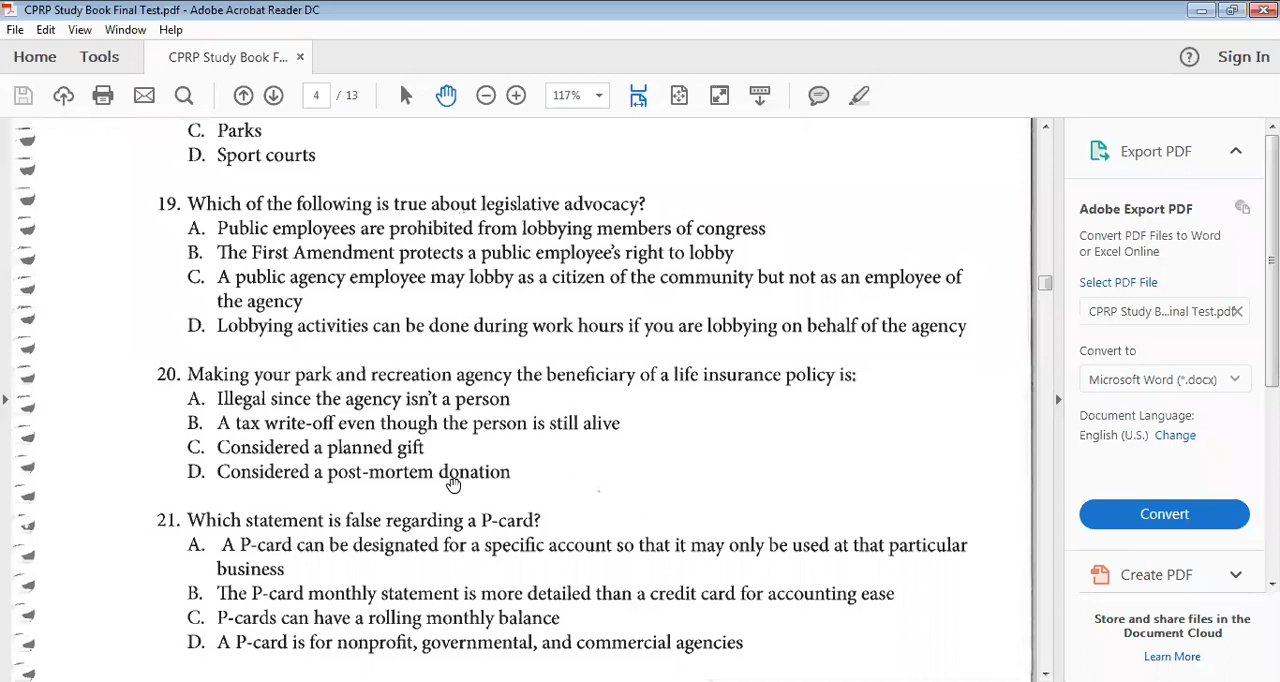 CPRP Study Book Final Test.pdf - Adobe Acrobat Reader DC
File Edit View Window Help
Home Tools CPRP Study Book F... × Sign In
4 / 13 117%
C. Parks
D. Sport courts
19. Which of the following is true about legislative advocacy?
A. Public employees are prohibited from lobbying members of congress
B. The First Amendment protects a public employee's right to lobby
C. A public agency employee may lobby as a citizen of the community but not as an employee of
the agency
D. Lobbying activities can be done during work hours if you are lobbying on behalf of the agency
20. Making your park and recreation agency the beneficiary of a life insurance policy is:
A. Illegal since the agency isn't a person
B. A tax write-off even though the person is still alive
C. Considered a planned gift
D. Considered a post-mortem donation
21. Which statement is false regarding a P-card?
A. A P-card can be designated for a specific account so that it may only be used at that particular
business
B. The P-card monthly statement is more detailed than a credit card for accounting ease
C. P-cards can have a rolling monthly balance
D. A P-card is for nonprofit, governmental, and commercial agencies
Export PDF
Adobe Export PDF
Convert PDF Files to Word
or Excel Online
Select PDF File
CPRP Study B...inal Test.pdf
Convert to
Microsoft Word (*.docx)
Document Language:
English (U.S.) Change
Convert
Create PDF
Store and share files in the
Document Cloud
Learn More